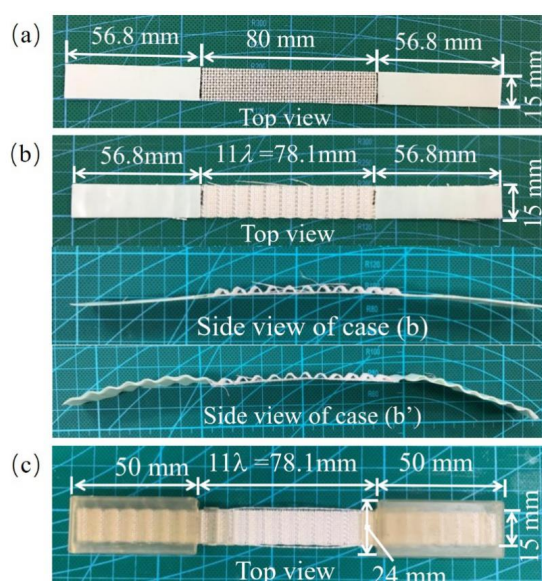 (a)
56.8 mm
80 mm
56.8 mm
15 mm
Top view
(b)
56.8mm
11λ=78.1mm
56.8mm
15 mm
Top view
Side view of case (b)
Side view of case (b’)
(c)
50 mm
11λ =78.1mm
50 mm
15 mm
24 mm
Top view